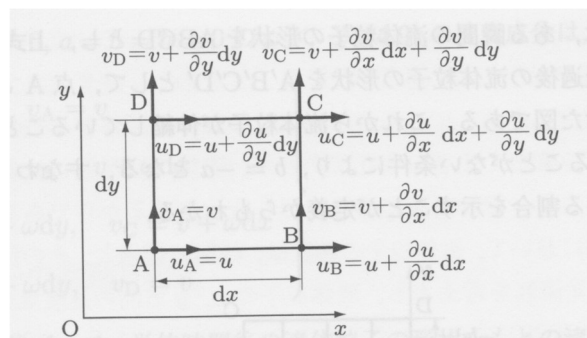 v_D = v + ∂v/∂y dy
v_C = v + ∂v/∂x dx + ∂v/∂y dy
y
D
C
u_D = u + ∂u/∂y dy
u_C = u + ∂u/∂x dx + ∂u/∂y dy
dy
v_A = v
v_B = v + ∂v/∂x dx
A
B
u_A = u
u_B = u + ∂u/∂x dx
dx
O
x